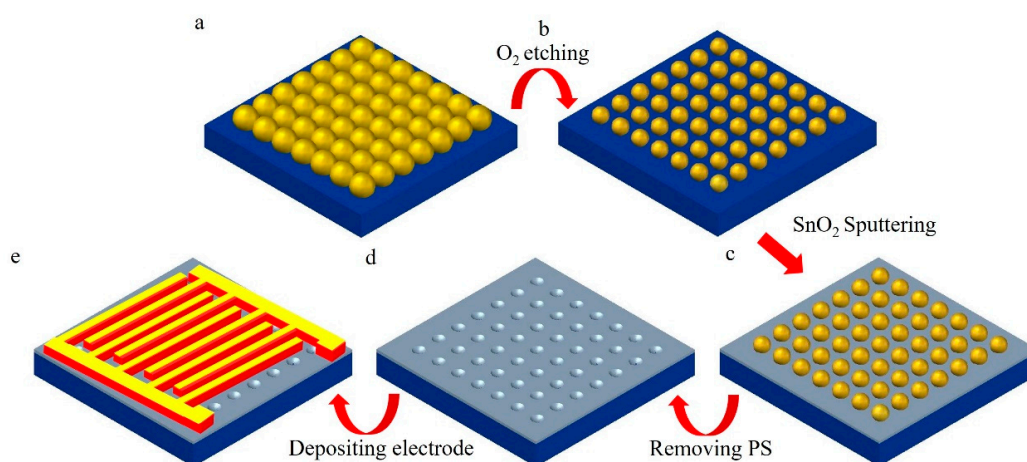 a
b
O₂ etching
SnO₂ Sputtering
c
d
e
Removing PS
Depositing electrode